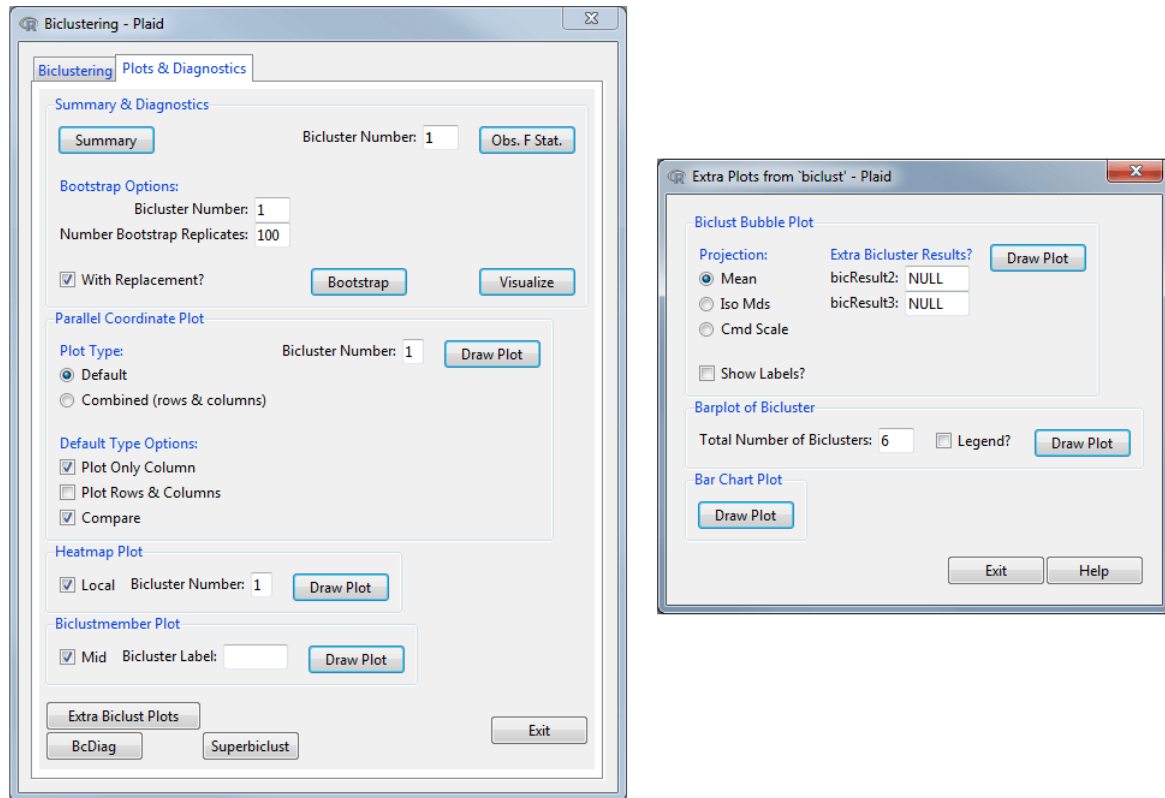 Biclustering - Plaid
Biclustering Plots & Diagnostics
Summary & Diagnostics
Summary Bicluster Number: 1 Obs. F Stat.
Bootstrap Options:
Bicluster Number: 1
Number Bootstrap Replicates: 100
With Replacement? Bootstrap Visualize
Parallel Coordinate Plot
Plot Type: Bicluster Number: 1 Draw Plot
Default
Combined (rows & columns)
Default Type Options:
Plot Only Column
Plot Rows & Columns
Compare
Heatmap Plot
Local Bicluster Number: 1 Draw Plot
Biclustmember Plot
Mid Bicluster Label: Draw Plot
Extra Biclust Plots
BcDiag Superbiclust Exit
Extra Plots from `biclust' - Plaid
Biclust Bubble Plot
Projection: Extra Bicluster Results? Draw Plot
Mean bicResult2: NULL
Iso Mds bicResult3: NULL
Cmd Scale
Show Labels?
Barplot of Bicluster
Total Number of Biclusters: 6 Legend? Draw Plot
Bar Chart Plot
Draw Plot
Exit Help